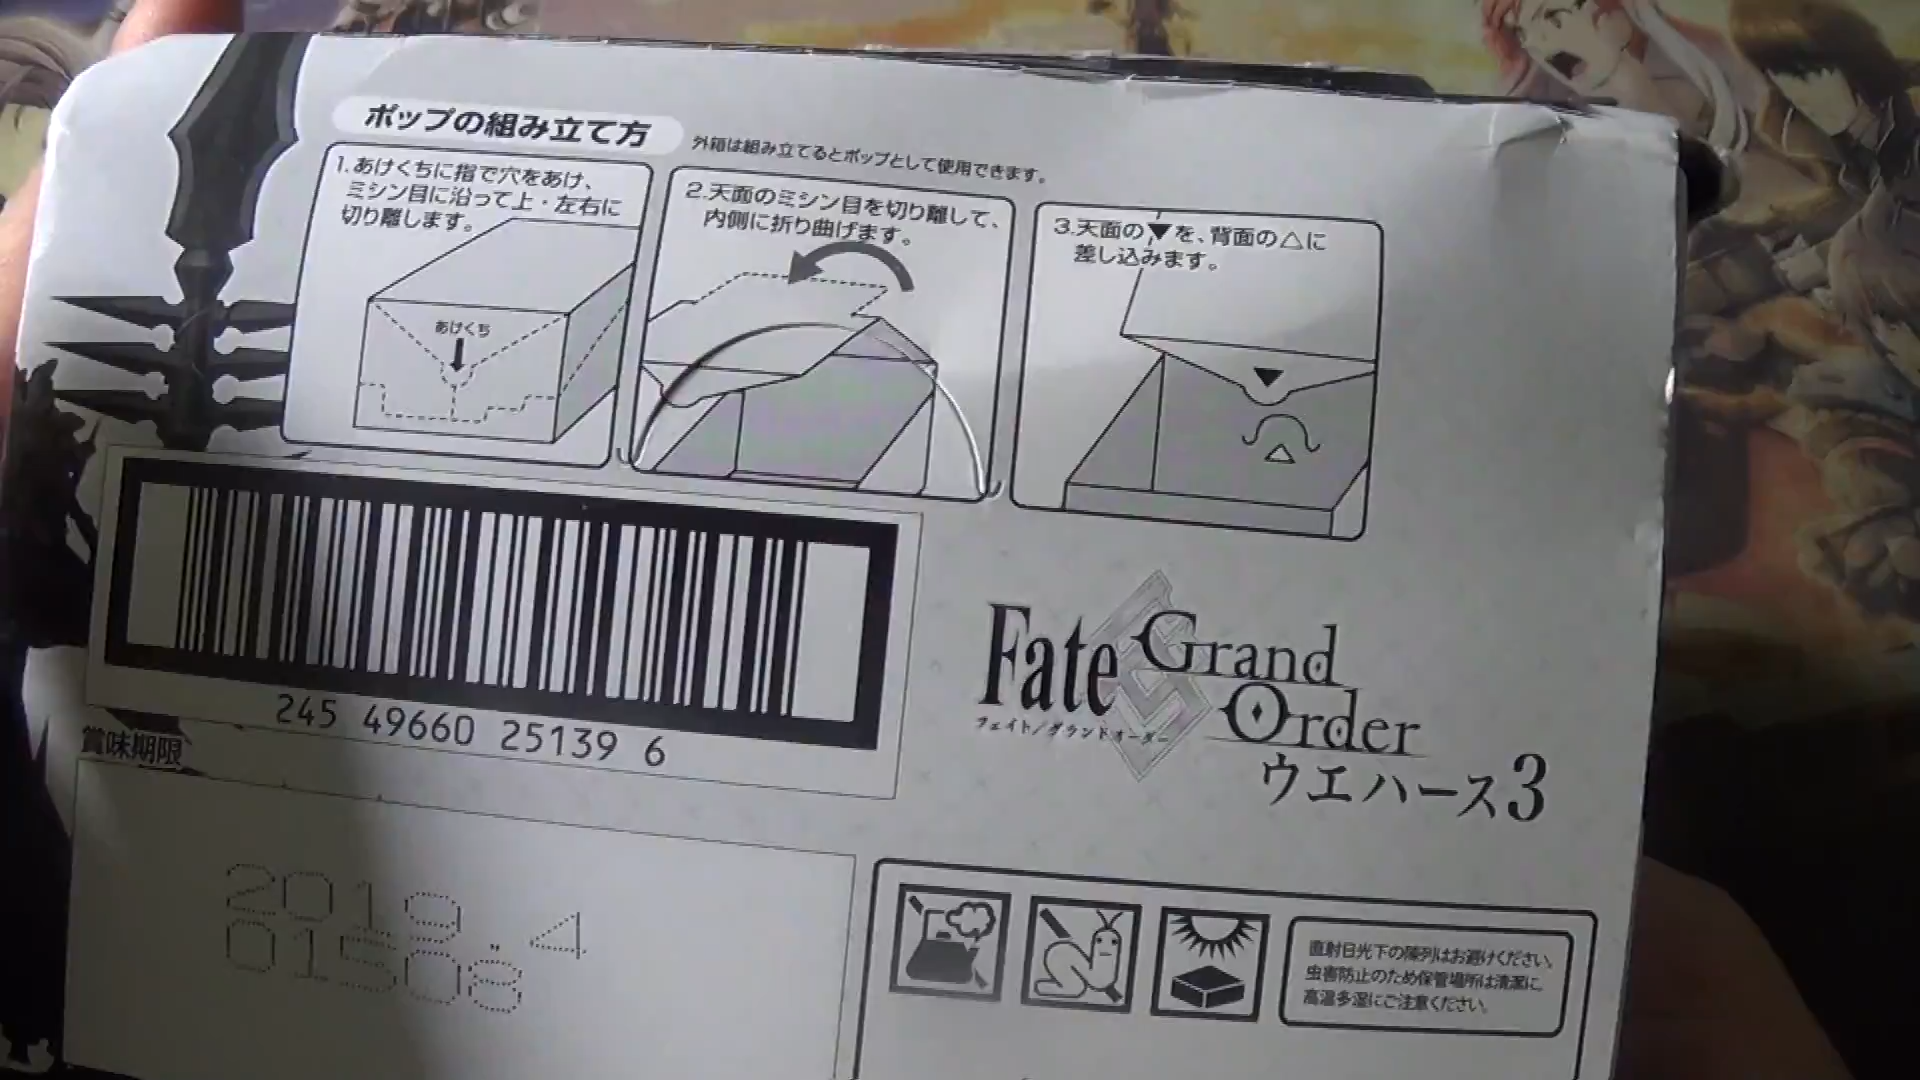 ポップの組み立て方
外箱は組み立てるとポップとして使用できます。
1.あけくちに指で穴をあけ、
ミシン目に沿って上・左右に
切り離します。
あけくち
2.天面のミシン目を切り離して、
内側に折り曲げます。
3.天面の▼を、背面の△に
差し込みます。
▼
△
245 49660 25139 6
Fate Grand
Order
フェイト/グランドオーダー
ウエハース3
賞味期限
2019.4
01508
直射日光下の陳列はお避けください。
虫害防止のため保管場所は清潔に。
高温多湿にご注意ください。